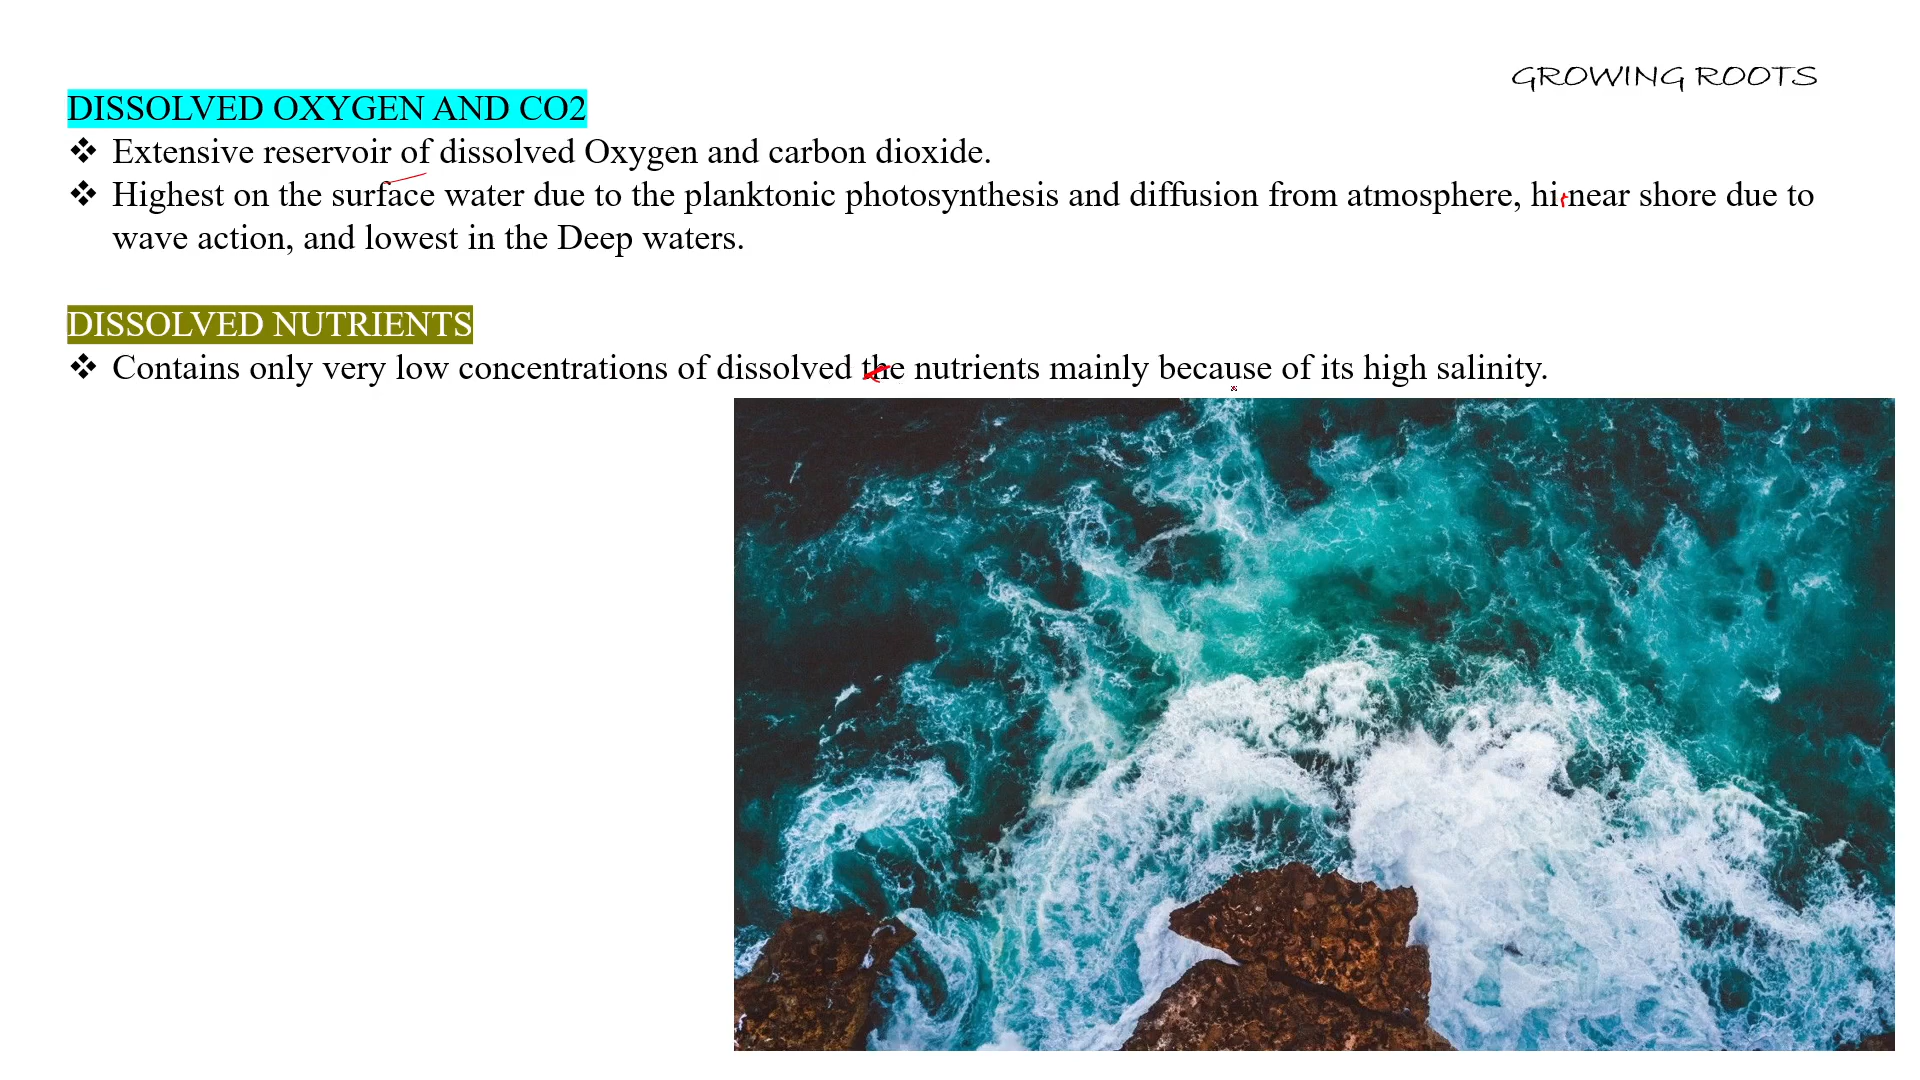 GROWING ROOTS
DISSOLVED OXYGEN AND CO2
❖ Extensive reservoir of dissolved Oxygen and carbon dioxide.
❖ Highest on the surface water due to the planktonic photosynthesis and diffusion from atmosphere, hi near shore due to
wave action, and lowest in the Deep waters.
DISSOLVED NUTRIENTS
❖ Contains only very low concentrations of dissolved the nutrients mainly because of its high salinity.